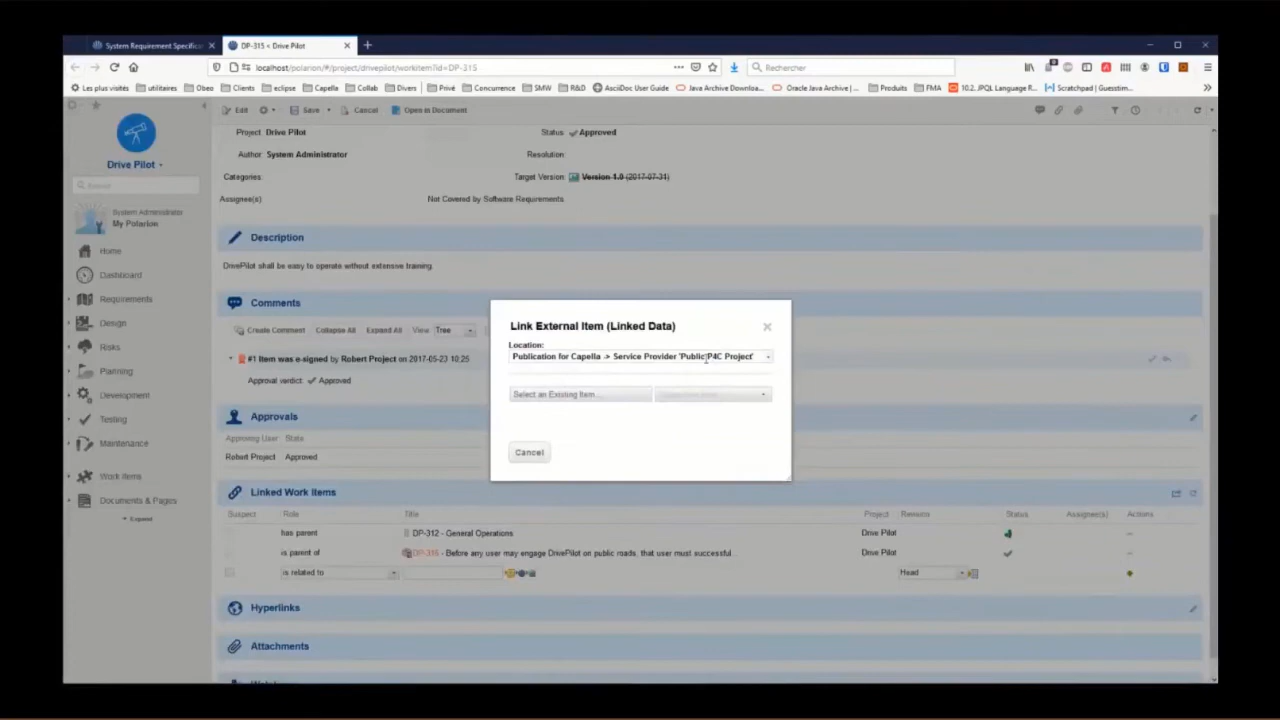 System Requirement Specific
DP-315 < Drive Pilot
localhost/polarion/#/project/drivepilot/workitem?id=DP-315
Rechercher
Les plus visités utilitaires Obeo Clients eclipse Capella Collab Divers Privé Concurrence SMW R&D AsciiDoc User Guide Java Archive Downloa... Oracle Java Archive |... Produits FMA 10.2. JPQL Language R... Scratchpad | Guesstim...
Edit Save Cancel Open in Document
Drive Pilot
Search
System Administrator
My Polarion
Home
Dashboard
Requirements
Design
Risks
Planning
Development
Testing
Maintenance
Work Items
Documents & Pages
Expand
Project Drive Pilot Status Approved
Author: System Administrator Resolution:
Categories: Target Version: Version 1.0 (2017-07-31)
Assignee(s) Not Covered by Software Requirements
Description
DrivePilot shall be easy to operate without extensive training.
Comments
Create Comment Collapse All Expand All View Tree
#1 Item was e-signed by Robert Project on 2017-05-23 10:25
Approval verdict: Approved
Approvals
Approving User State
Robert Project Approved
Linked Work Items
Suspect Role Title Project Revision Status Assignee(s) Actions
has parent DP-312 - General Operations Drive Pilot
is parent of - Before any user may engage DrivePilot on public roads, that user must successful... Drive Pilot
is related to Head
Hyperlinks
Attachments
Link External Item (Linked Data)
Location:
Publication for Capella -> Service Provider 'Public P4C Project'
Select an Existing Item...
Cancel